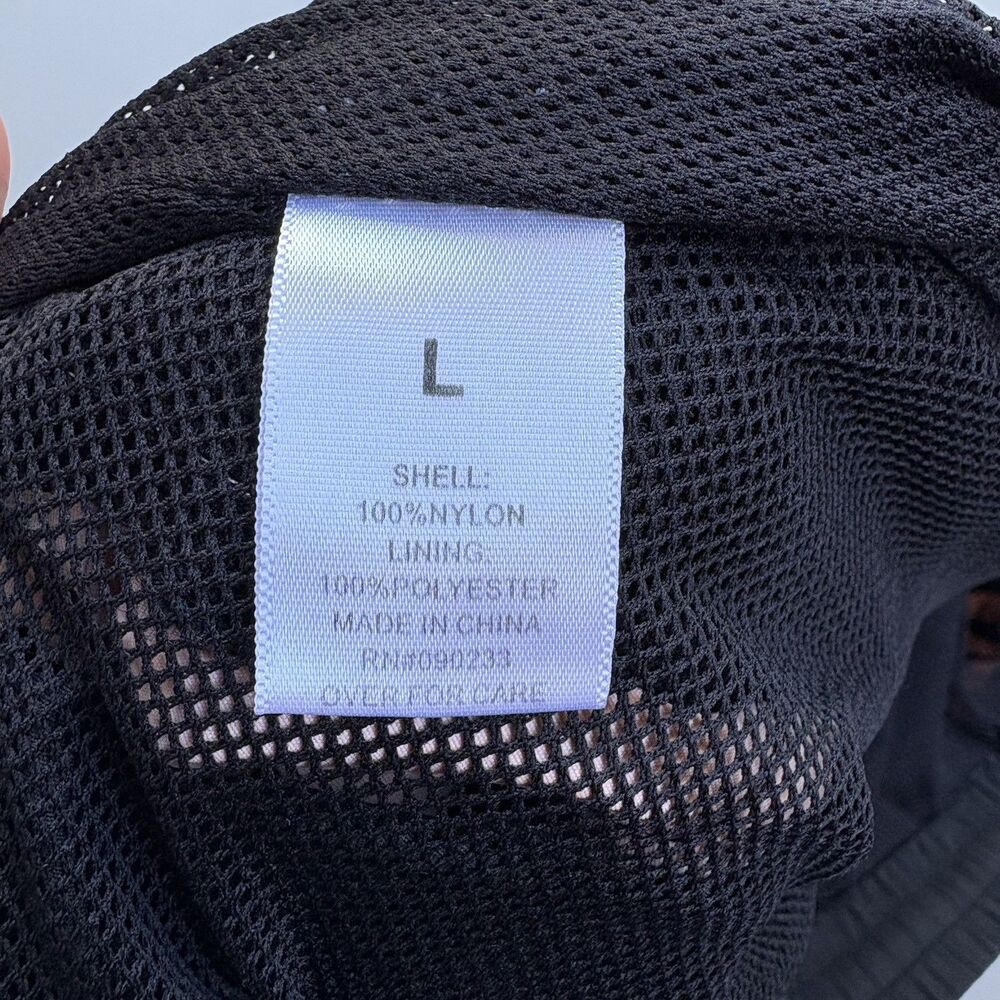 L
SHELL:
100%NYLON
LINING:
100%POLYESTER
MADE IN CHINA
RN#090233
OVER FOR CARE